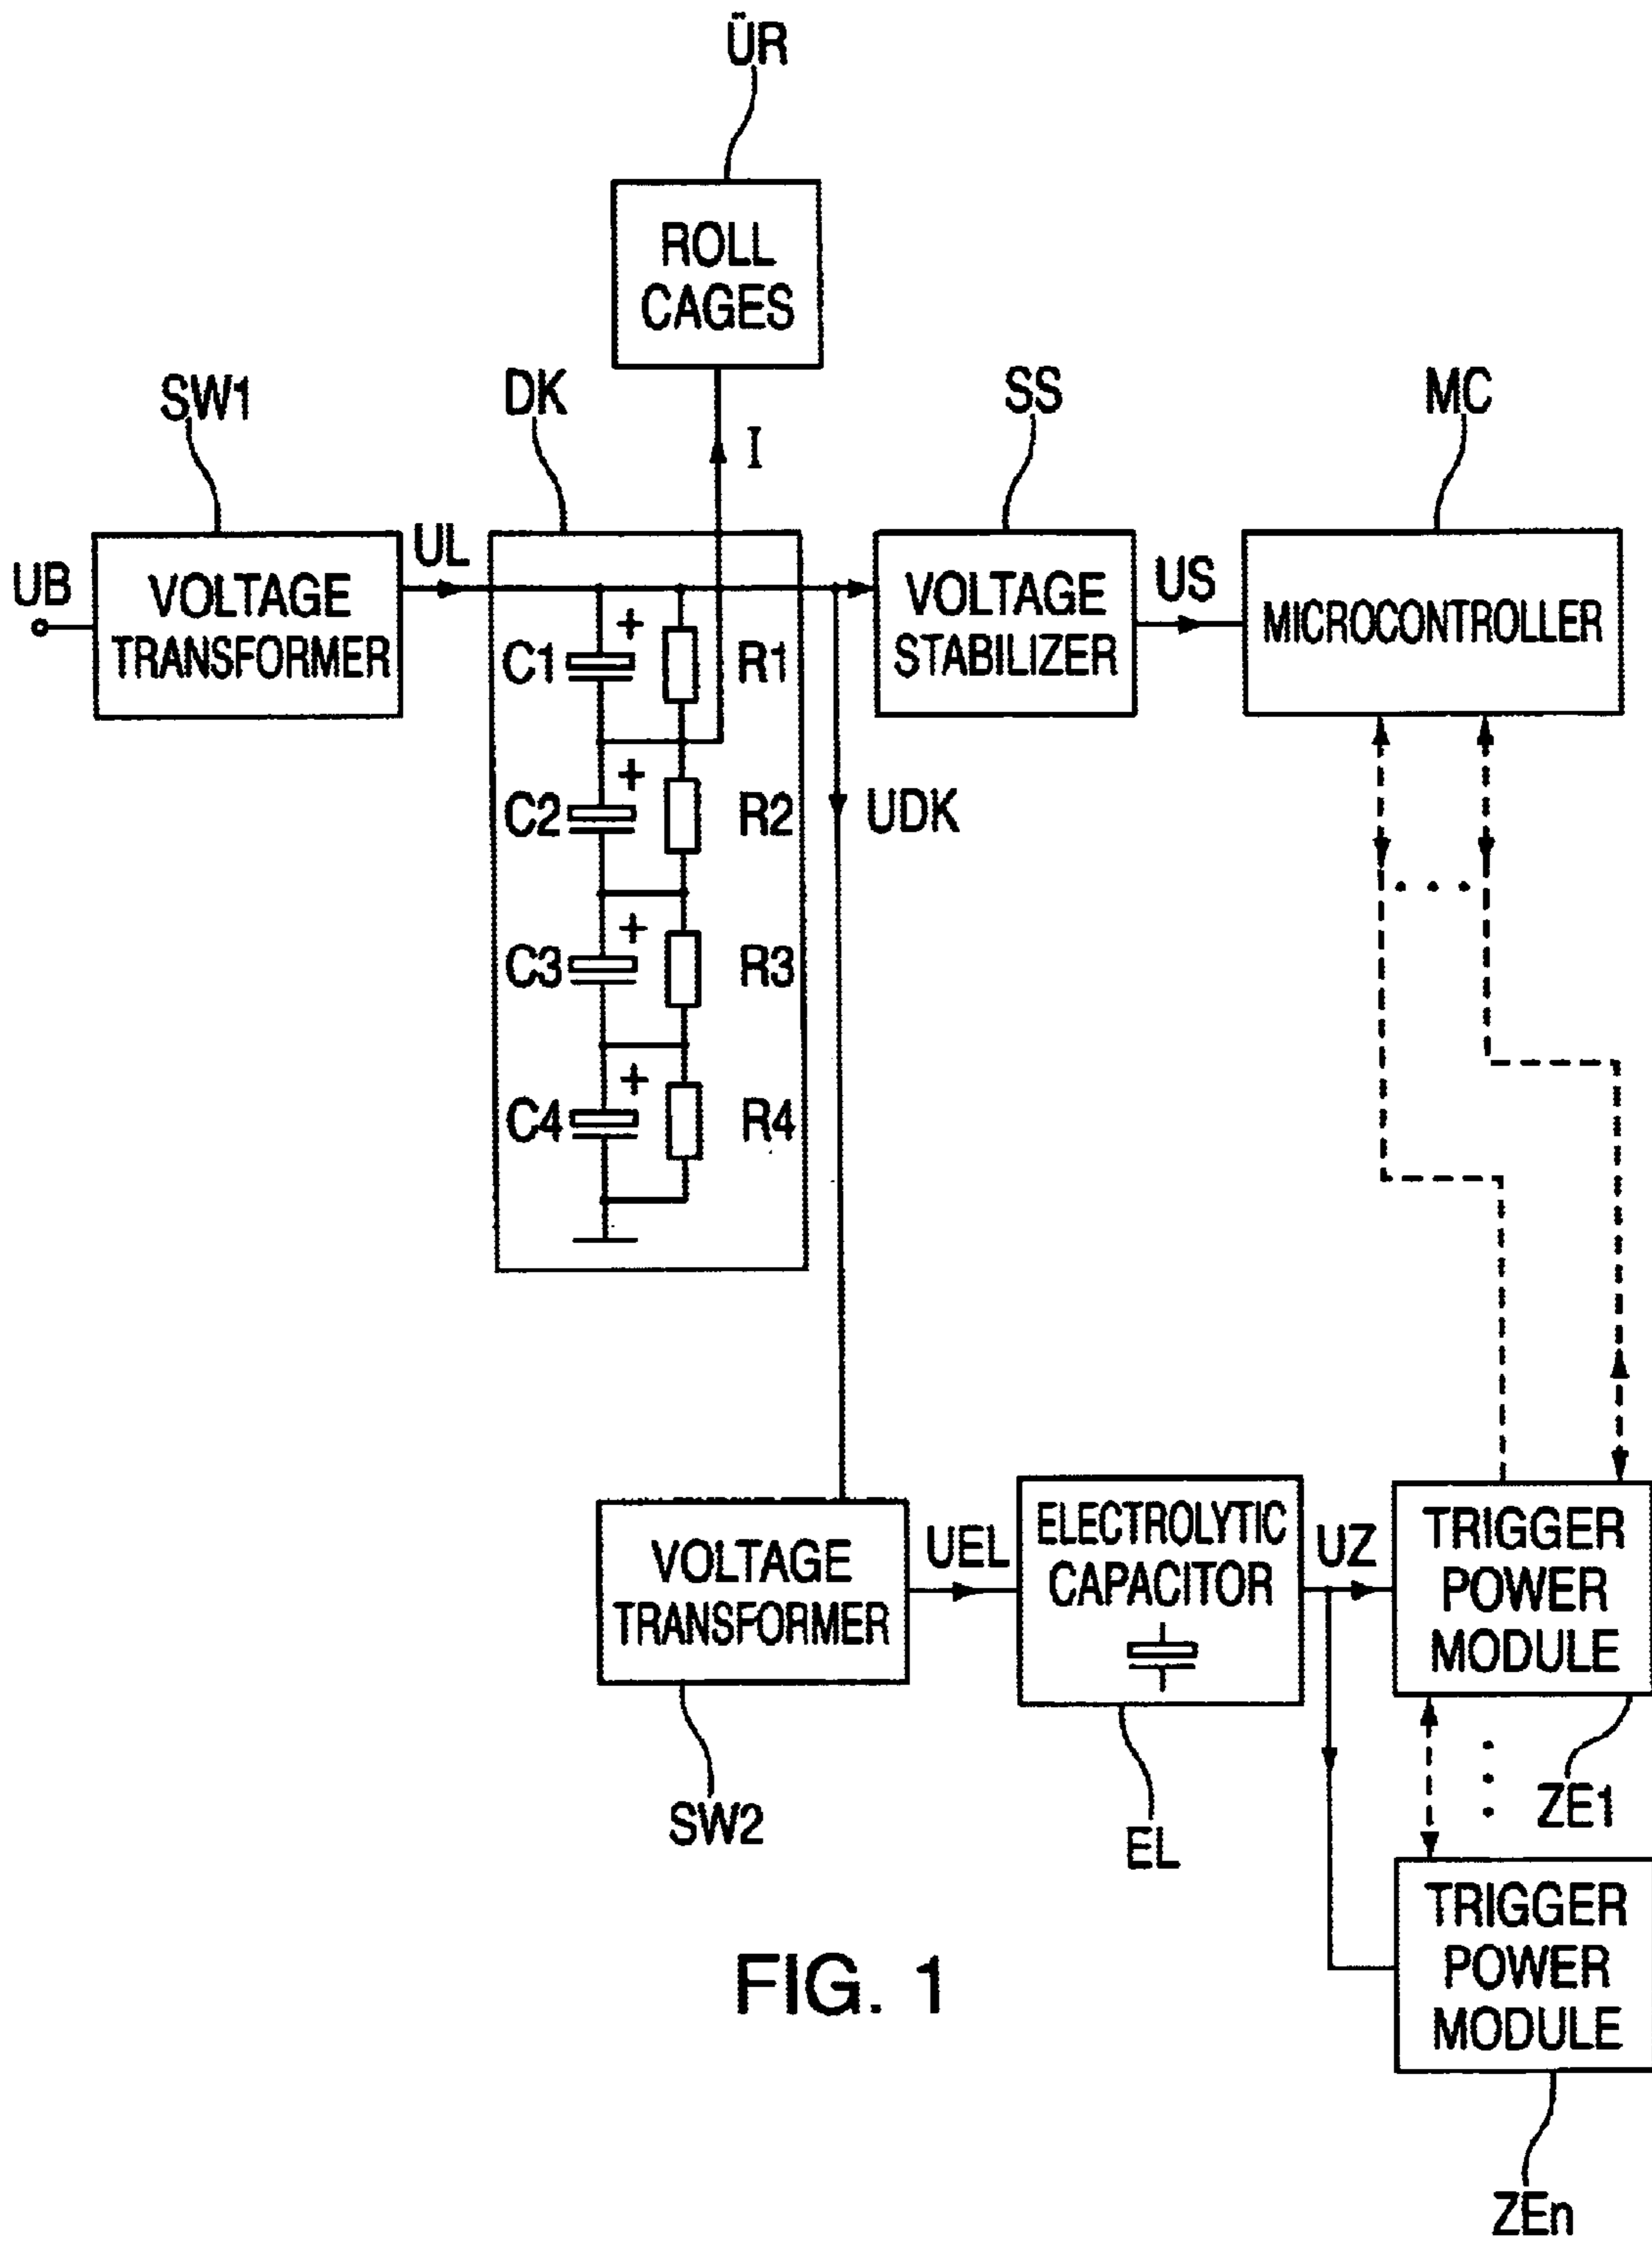 ÜR
ROLL
CAGES
SW1
DK
I
SS
MC
UB
VOLTAGE
TRANSFORMER
UL
VOLTAGE
STABILIZER
US
MICROCONTROLLER
C1
+
R1
C2
+
R2
UDK
C3
+
R3
C4
+
R4
VOLTAGE
TRANSFORMER
UEL
ELECTROLYTIC
CAPACITOR
UZ
TRIGGER
POWER
MODULE
SW2
EL
ZE1
TRIGGER
POWER
MODULE
FIG. 1
ZEn